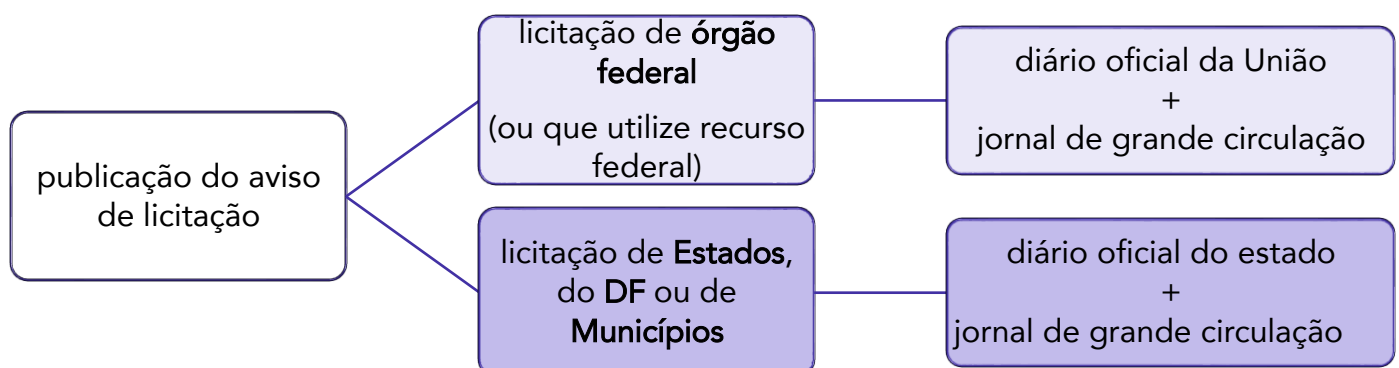 publicação do aviso
de licitação
licitação de órgão
federal
(ou que utilize recurso
federal)
diário oficial da União
+
jornal de grande circulação
licitação de Estados,
do DF ou de
Municípios
diário oficial do estado
+
jornal de grande circulação